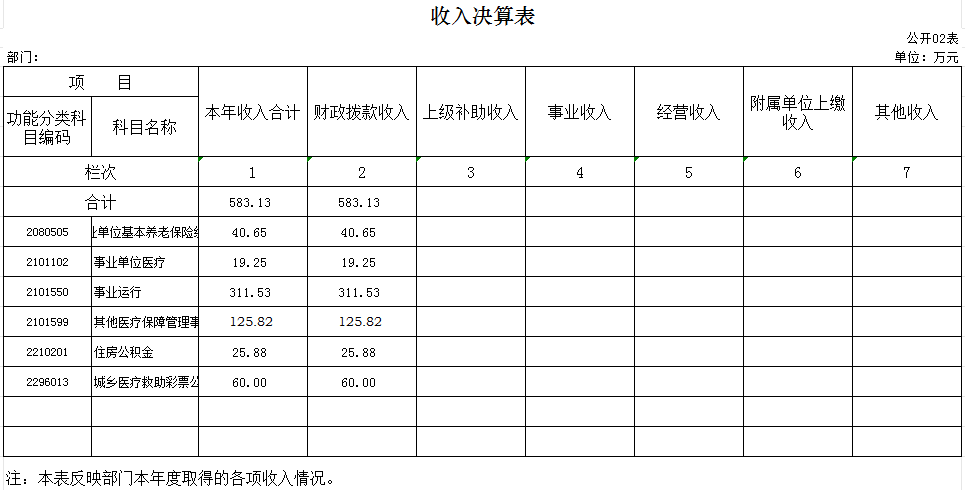 收入决算表
公开02表
部门：
单位：万元
项 目 本年收入合计 财政拨款收入 上级补助收入 事业收入 经营收入 附属单位上缴收入 其他收入
功能分类科目编码 科目名称
栏次 1 2 3 4 5 6 7
合计 583.13 583.13
2080505 业单位基本养老保险 40.65 40.65
2101102 事业单位医疗 19.25 19.25
2101550 事业运行 311.53 311.53
2101599 其他医疗保障管理事 125.82 125.82
2210201 住房公积金 25.88 25.88
2296013 城乡医疗救助彩票公 60.00 60.00
注：本表反映部门本年度取得的各项收入情况。